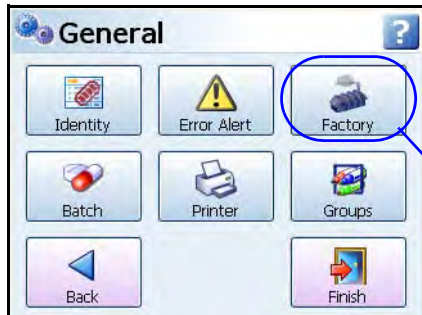 General ?
Identity Error Alert Factory
Batch Printer Groups
Back Finish